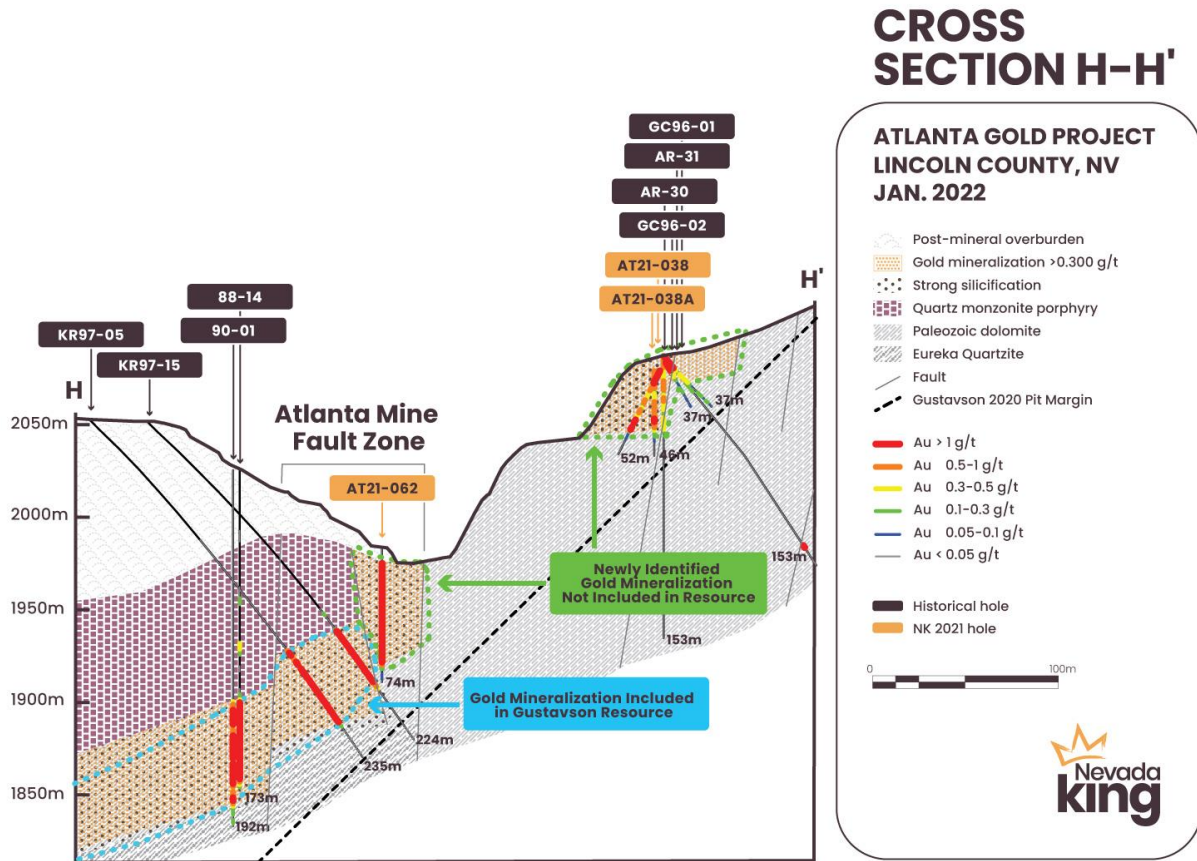 CROSS
SECTION H-H'
ATLANTA GOLD PROJECT
LINCOLN COUNTY, NV
JAN. 2022
Post-mineral overburden
Gold mineralization >0.300 g/t
Strong silicification
Quartz monzonite porphyry
Paleozoic dolomite
Eureka Quartzite
Fault
Gustavson 2020 Pit Margin
Au > 1 g/t
Au 0.5-1 g/t
Au 0.3-0.5 g/t
Au 0.1-0.3 g/t
Au 0.05-0.1 g/t
Au < 0.05 g/t
Historical hole
NK 2021 hole
0 100m
Nevada
king
GC96-01
AR-31
AR-30
GC96-02
AT21-038
AT21-038A
H'
88-14
90-01
KR97-05
KR97-15
H
Atlanta Mine
Fault Zone
AT21-062
2050m
2000m
1950m
1900m
1850m
37m
37m
52m
46m
153m
153m
Newly Identified
Gold Mineralization
Not Included in Resource
74m
Gold Mineralization Included
in Gustavson Resource
224m
235m
173m
192m